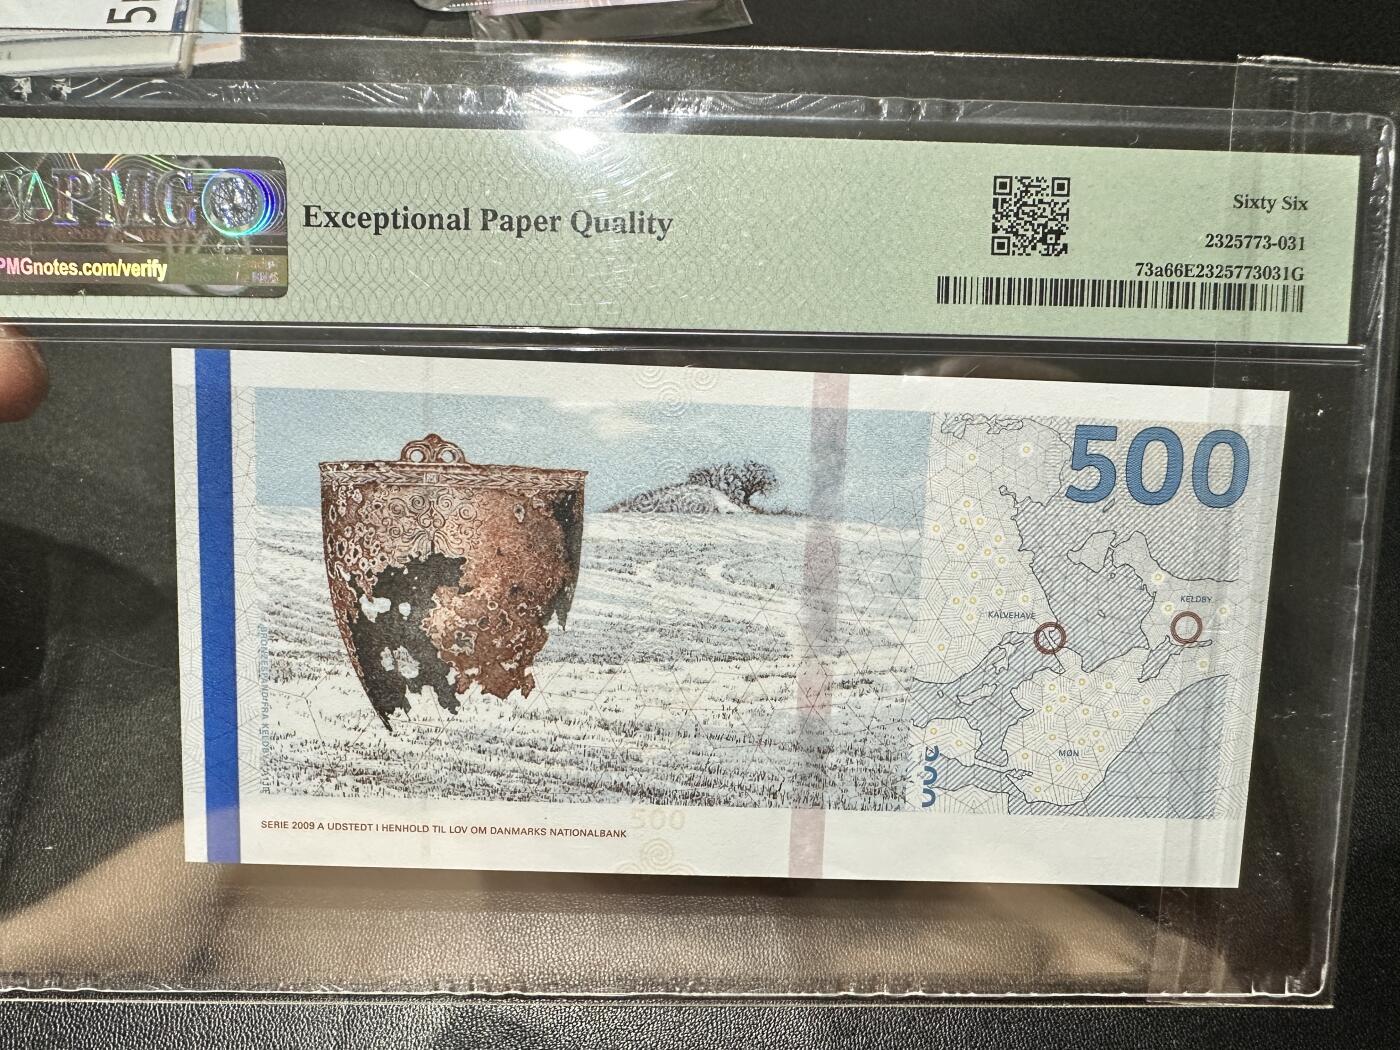 5
PMG
PMGnotes.com/verify
Exceptional Paper Quality
Sixty Six
2325773-031
73a66E2325773031G
500
KALVEHAVE
KELDBY
MØN
500
SERIE 2009 A UDSTEDT I HENHOLD TIL LOV OM DANMARKS NATIONALBANK